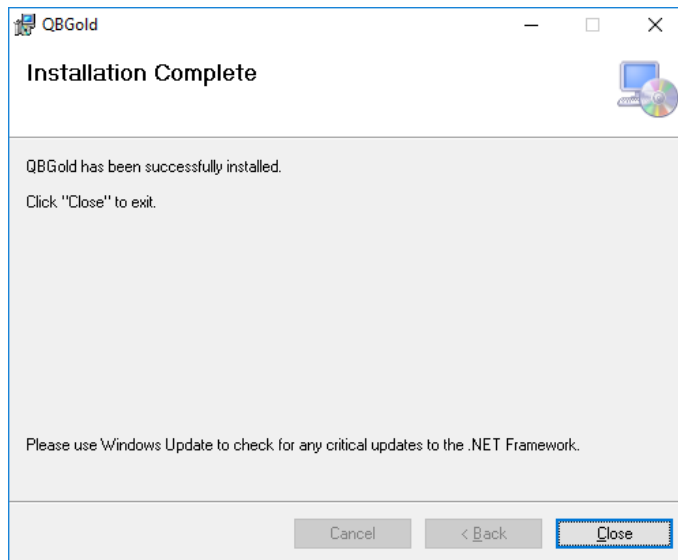 QBGold
Installation Complete
QBGold has been successfully installed.
Click "Close" to exit.
Please use Windows Update to check for any critical updates to the .NET Framework.
Cancel
< Back
Close